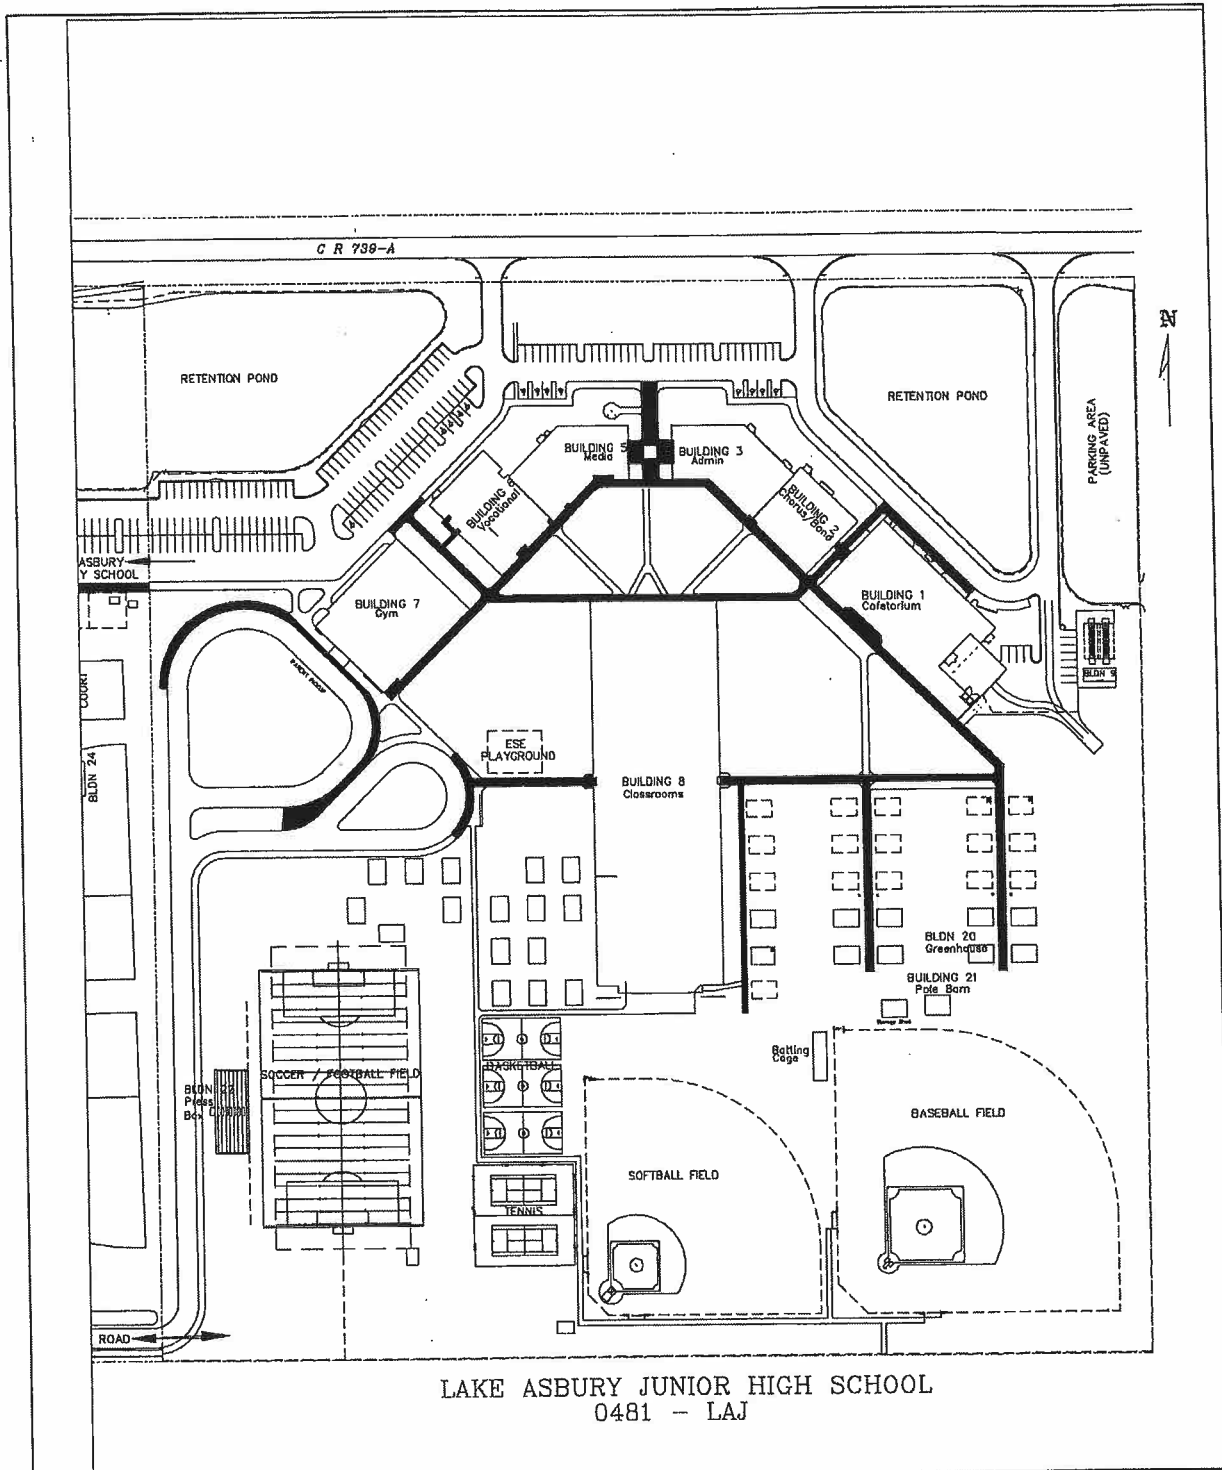 C R 739-A
N
RETENTION POND
RETENTION POND
PARKING AREA
(UNPAVED)
BUILDING 5
Media
BUILDING 3
Admin
BUILDING 6
Vocational
BUILDING 2
Chorus/Band
ASBURY
Y SCHOOL
BUILDING 7
Gym
BUILDING 1
Cafetorium
BLDN 9
COURT
ESE
PLAYGROUND
BLDN 24
BUILDING 8
Classrooms
BLDN 20
Greenhouse
BUILDING 21
Pole Barn
Batting
Cage
BASKETBALL
SOCCER / FOOTBALL FIELD
BLDN 22
Press
Box
BASEBALL FIELD
SOFTBALL FIELD
TENNIS
ROAD
LAKE ASBURY JUNIOR HIGH SCHOOL
0481 - LAJ